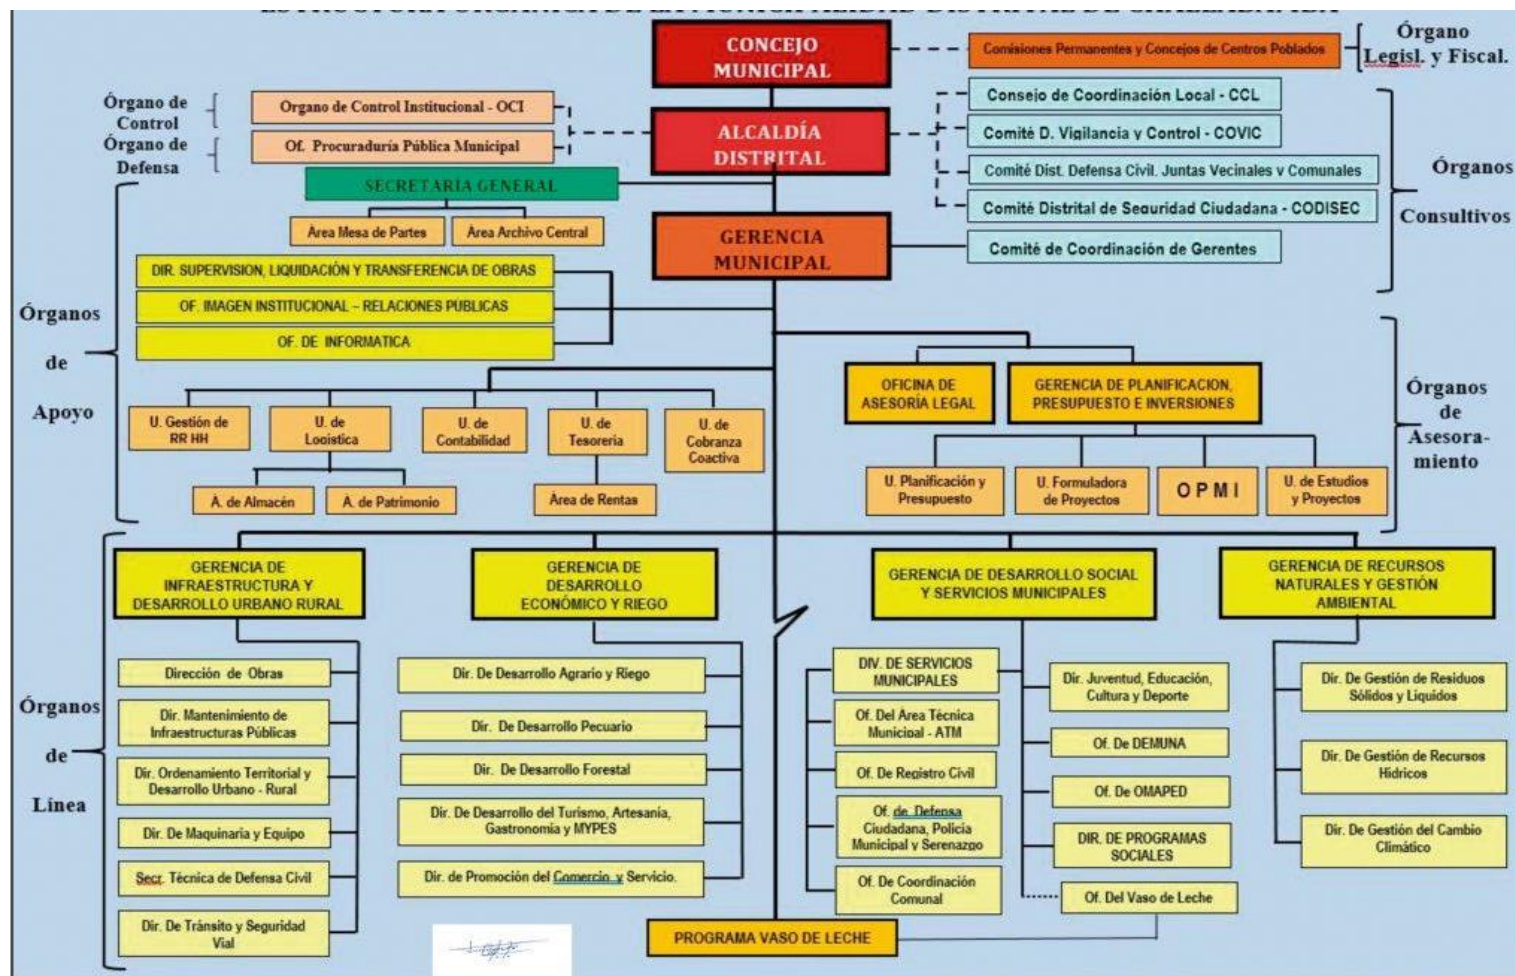 CONCEJO
MUNICIPAL
Comisiones Permanentes y Concejos de Centros Poblados
Órgano
Legisl. y Fiscal.
Órgano de
Control
Organo de Control Institucional - OCI
Órgano de
Defensa
Of. Procuraduría Pública Municipal
ALCALDÍA
DISTRITAL
Consejo de Coordinación Local - CCL
Comité D. Vigilancia y Control - COVIC
Comité Dist. Defensa Civil. Juntas Vecinales y Comunales
Comité Distrital de Seguridad Ciudadana - CODISEC
Comité de Coordinación de Gerentes
Órganos
Consultivos
SECRETARÍA GENERAL
Área Mesa de Partes
Área Archivo Central
GERENCIA
MUNICIPAL
DIR. SUPERVISION, LIQUIDACIÓN Y TRANSFERENCIA DE OBRAS
OF. IMAGEN INSTITUCIONAL – RELACIONES PÚBLICAS
OF. DE INFORMATICA
Órganos
de
Apoyo
U. Gestión de
RR HH
U. de
Logística
U. de
Contabilidad
U. de
Tesorería
U. de
Cobranza
Coactiva
A. de Almacén
A. de Patrimonio
Área de Rentas
OFICINA DE
ASESORÍA LEGAL
GERENCIA DE PLANIFICACION,
PRESUPUESTO E INVERSIONES
U. Planificación y
Presupuesto
U. Formuladora
de Proyectos
O P M I
U. de Estudios
y Proyectos
Órganos
de
Asesora-
miento
GERENCIA DE
INFRAESTRUCTURA Y
DESARROLLO URBANO RURAL
GERENCIA DE
DESARROLLO
ECONÓMICO Y RIEGO
GERENCIA DE DESARROLLO SOCIAL
Y SERVICIOS MUNICIPALES
GERENCIA DE RECURSOS
NATURALES Y GESTIÓN
AMBIENTAL
Órganos
de
Línea
Dirección de Obras
Dir. Mantenimiento de
Infraestructuras Públicas
Dir. Ordenamiento Territorial y
Desarrollo Urbano - Rural
Dir. De Maquinaria y Equipo
Secr. Técnica de Defensa Civil
Dir. De Tránsito y Seguridad
Vial
Dir. De Desarrollo Agrario y Riego
Dir. De Desarrollo Pecuario
Dir. De Desarrollo Forestal
Dir. De Desarrollo del Turismo, Artesanía,
Gastronomía y MYPES
Dir. de Promoción del Comercio y Servicio.
DIV. DE SERVICIOS
MUNICIPALES
Of. Del Área Técnica
Municipal - ATM
Of. De Registro Civil
Of. de Defensa
Ciudadana, Policía
Municipal y Serenazgo
Of. De Coordinación
Comunal
Dir. Juventud, Educación,
Cultura y Deporte
Of. De DEMUNA
Of. De OMAPED
DIR. DE PROGRAMAS
SOCIALES
Of. Del Vaso de Leche
Dir. De Gestión de Residuos
Sólidos y Liquidos
Dir. De Gestión de Recursos
Hidricos
Dir. De Gestión del Cambio
Climático
PROGRAMA VASO DE LECHE